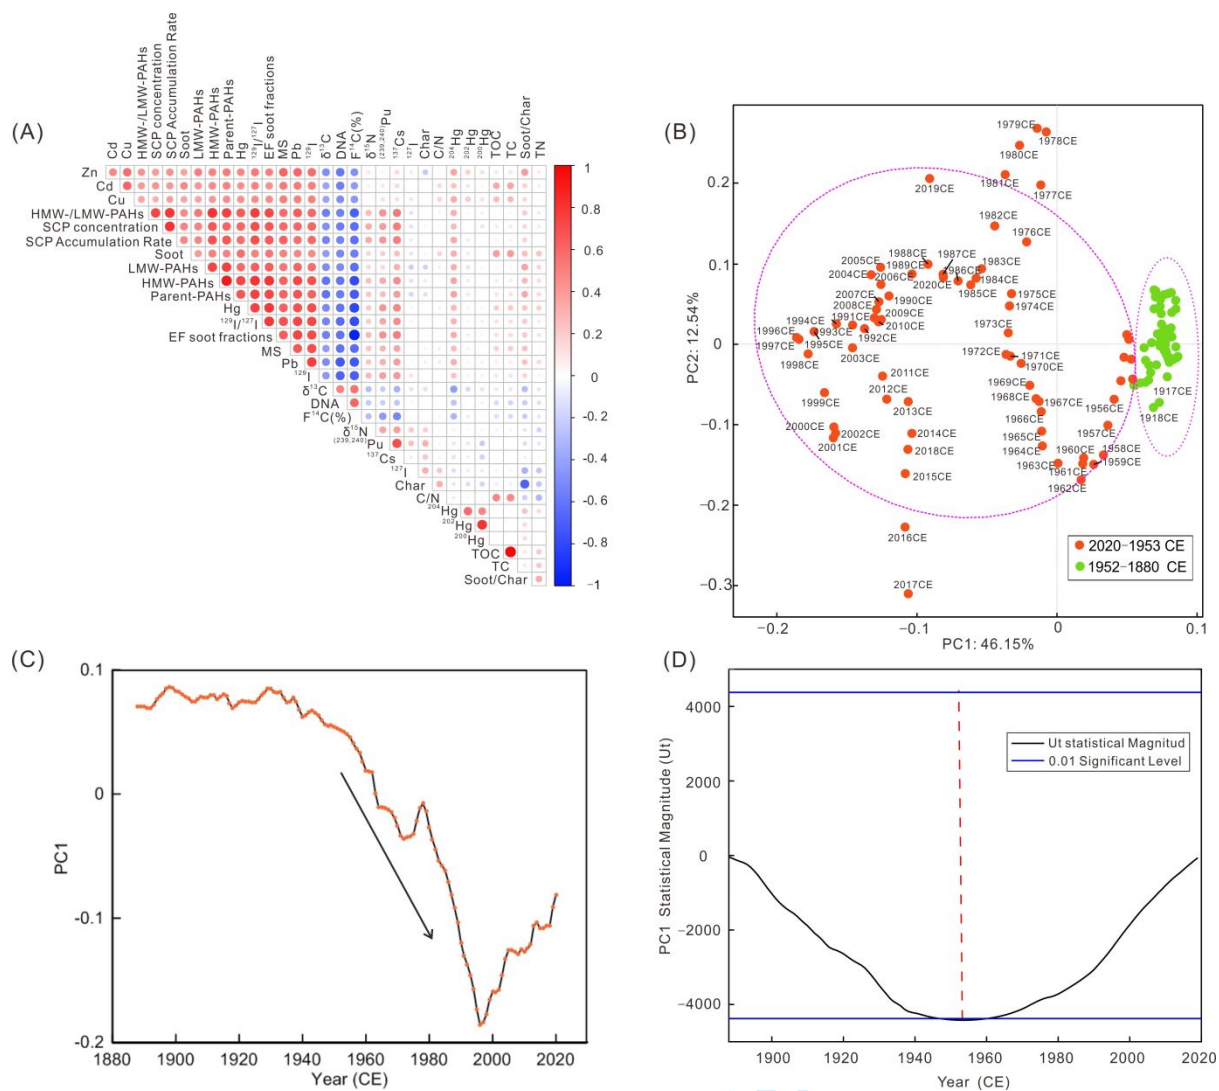 (A)
Cd
Cu
HMW-/LMW-PAHs
SCP concentration
SCP Accumulation Rate
Soot
LMW-PAHs
HMW-PAHs
Parent-PAHs
Hg
¹²⁹I/¹²⁷I
EF soot fractions
MS
Pb
¹²⁹I
δ¹³C
DNA
F¹⁴C(%)
δ¹⁵N
(239,240)Pu
¹³⁷Cs
¹²⁷I
Char
C/N
²⁰⁴Hg
²⁰²Hg
²⁰⁰Hg
TOC
TC
Soot/Char
TN
Zn
Cd
Cu
HMW-/LMW-PAHs
SCP concentration
SCP Accumulation Rate
Soot
LMW-PAHs
HMW-PAHs
Parent-PAHs
Hg
¹²⁹I/¹²⁷I
EF soot fractions
MS
Pb
¹²⁹I
δ¹³C
DNA
F¹⁴C(%)
δ¹⁵N
(239,240)Pu
¹³⁷Cs
¹²⁷I
Char
C/N
²⁰⁴Hg
²⁰²Hg
²⁰⁰Hg
TOC
TC
Soot/Char
1
0.8
0.6
0.4
0.2
0
-0.2
-0.4
-0.6
-0.8
-1
(B)
PC2: 12.54%
0.2
0.1
0
−0.1
−0.2
−0.3
1979CE
1978CE
1980CE
1981CE
2019CE
1977CE
1982CE
1976CE
1988CE
1987CE
2005CE
1989CE
1983CE
2004CE
2006CE
1986CE
2020CE
1984CE
1985CE
2007CE
1990CE
1975CE
2008CE
1974CE
2009CE
1994CE
1991CE
2010CE
1973CE
1996CE
1993CE
1992CE
1997CE
1995CE
1998CE
2003CE
1972CE
1971CE
1970CE
2011CE
1969CE
2012CE
1968CE
1967CE
1956CE
1917CE
1999CE
2013CE
1966CE
1918CE
2000CE
2002CE
2014CE
1965CE
1957CE
2001CE
2018CE
1964CE
1960CE
1958CE
1963CE
1961CE
1959CE
2015CE
1962CE
2016CE
2017CE
2020−1953 CE
1952−1880 CE
−0.2
−0.1
0
0.1
PC1: 46.15%
(C)
PC1
0.1
0
-0.1
-0.2
1880
1900
1920
1940
1960
1980
2000
2020
Year (CE)
(D)
PC1 Statistical Magnitude (Ut)
4000
2000
0
−2000
−4000
Ut statistical Magnitud
0.01 Significant Level
1900
1920
1940
1960
1980
2000
2020
Year (CE)